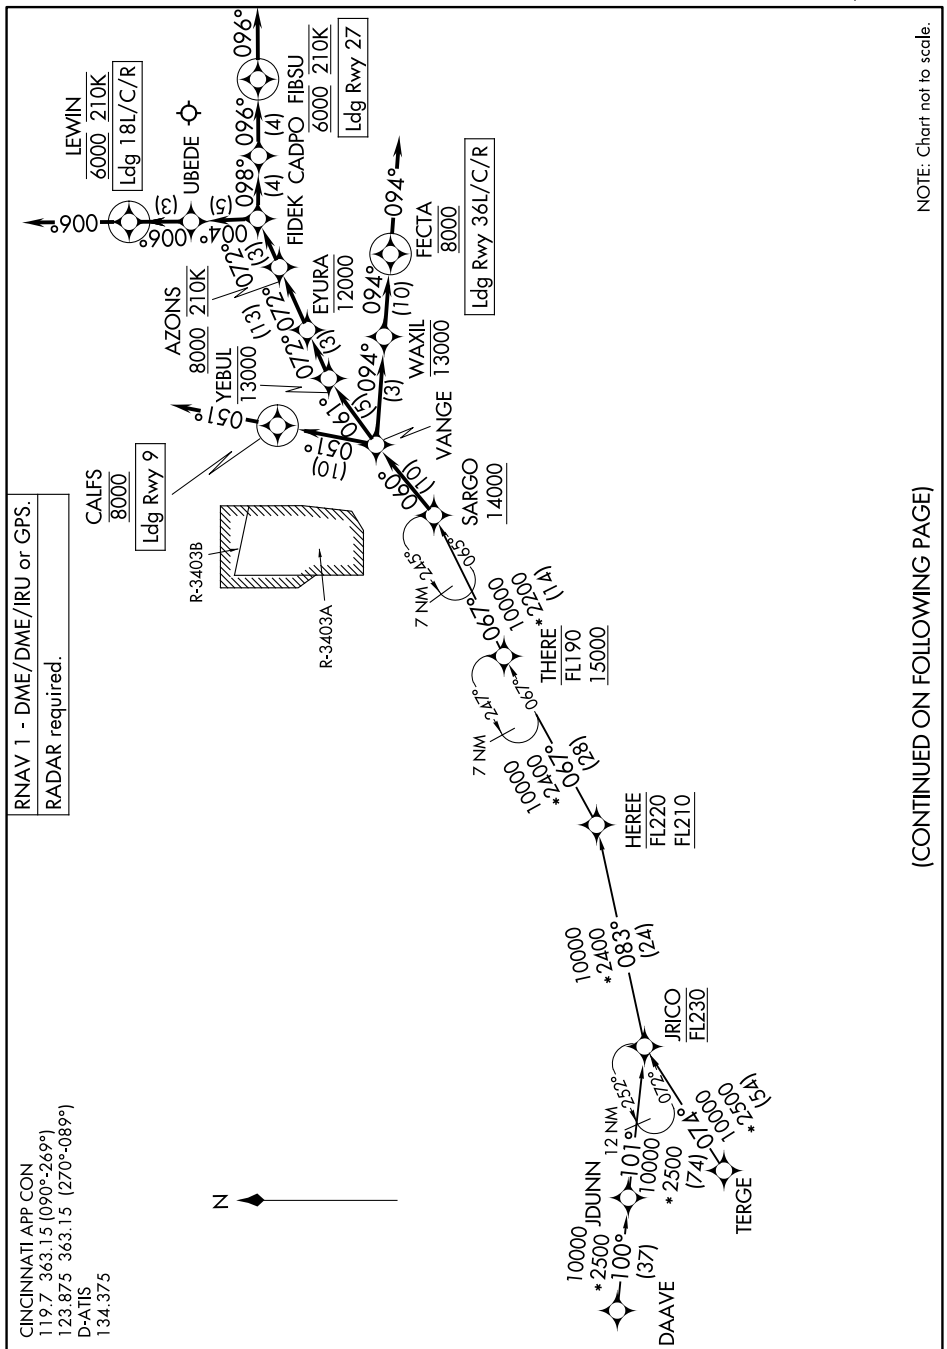 CINCINNATI APP CON
119.7 363.15 (090°-269°)
123.875 363.15 (270°-089°)
D-ATIS
134.375
RNAV 1 - DME/DME/IRU or GPS.
RADAR required.
N
DAAVE
10000
*2500
100°
(37)
JDUNN
101°
10000
*2500
(74)
TERGE
074°
10000
*2500
(54)
12 NM
252°
072°
JRICO
FL230
10000
*2400
083°
(24)
HEREE
FL220
FL210
10000
*2400
067°
(28)
7 NM
247°
067°
THERE
FL190
15000
067°
10000
*2200
(14)
7 NM
245°
065°
SARGO
14000
060°
(10)
VANGE
R-3403B
R-3403A
CALFS
8000
Ldg Rwy 9
051°
(10)
051°
061°
(5)
YEBUL
13000
072°
(3)
EYURA
12000
072°
(13)
AZONS
8000 210K
072°
(3)
FIDEK
004°
(5)
UBEDE
006°
(3)
LEWIN
6000 210K
Ldg 18L/C/R
006°
098°
(4)
CADPO
096°
(4)
FIBSU
6000 210K
Ldg Rwy 27
096°
094°
(3)
WAXIL
13000
094°
(10)
FECTA
8000
Ldg Rwy 36L/C/R
094°
NOTE: Chart not to scale.
(CONTINUED ON FOLLOWING PAGE)